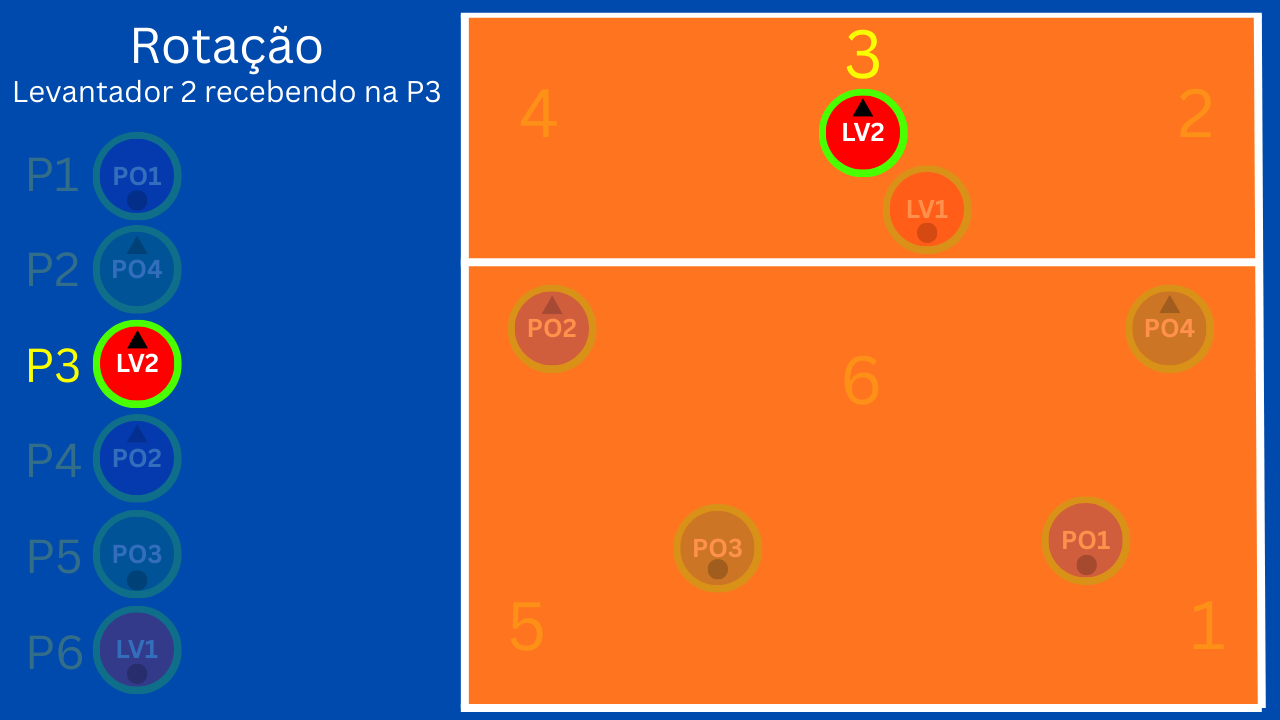 Rotação
Levantador 2 recebendo na P3
P1 PO1
P2 PO4
P3 LV2
P4 PO2
P5 PO3
P6 LV1
3
4
2
LV2
LV1
PO2
PO4
6
PO3
PO1
5
1